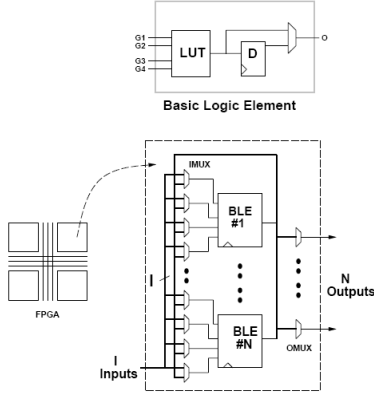 G1
G2
G3
G4
LUT
D
O
Basic Logic Element
IMUX
BLE
#1
I
N
Outputs
FPGA
BLE
#N
I
Inputs
OMUX